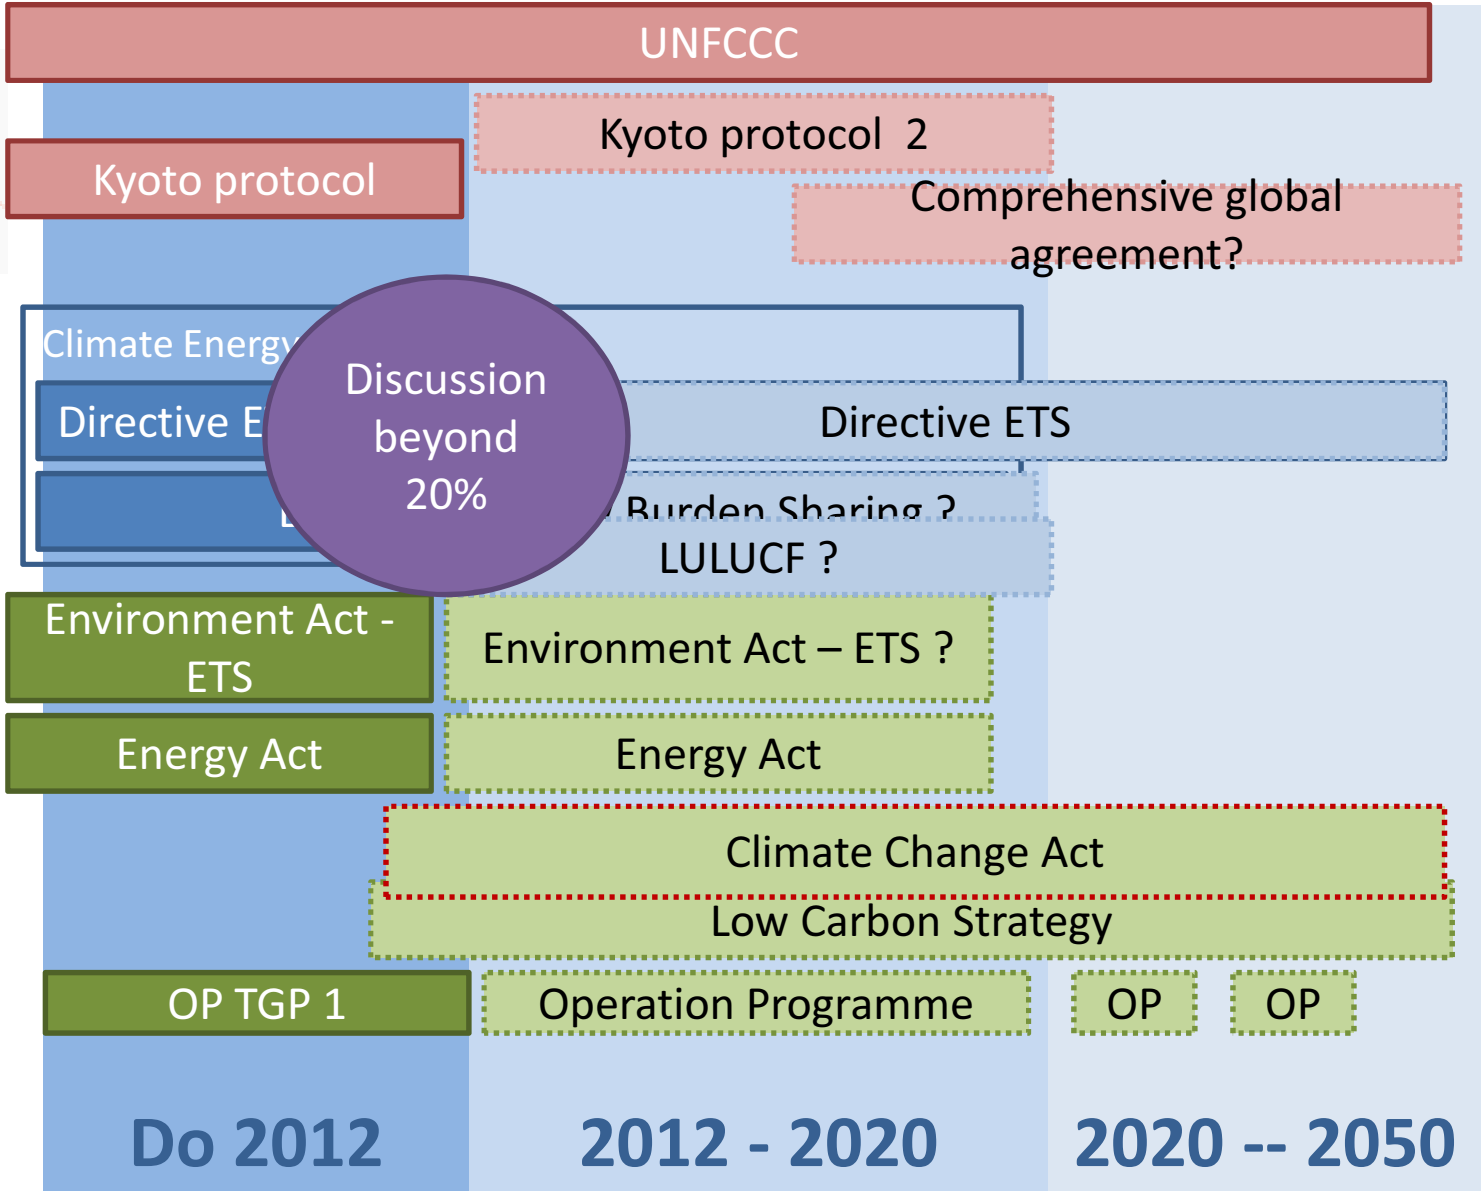 UNFCCC
Kyoto protocol 2
Kyoto protocol
Comprehensive global
agreement?
Climate Energy
Discussion
beyond
20%
Directive
Directive ETS
Burden Sharing ?
LULUCF ?
Environment Act -
ETS
Environment Act – ETS ?
Energy Act
Energy Act
Climate Change Act
Low Carbon Strategy
OP TGP 1
Operation Programme
OP
OP
Do 2012
2012 - 2020
2020 -- 2050